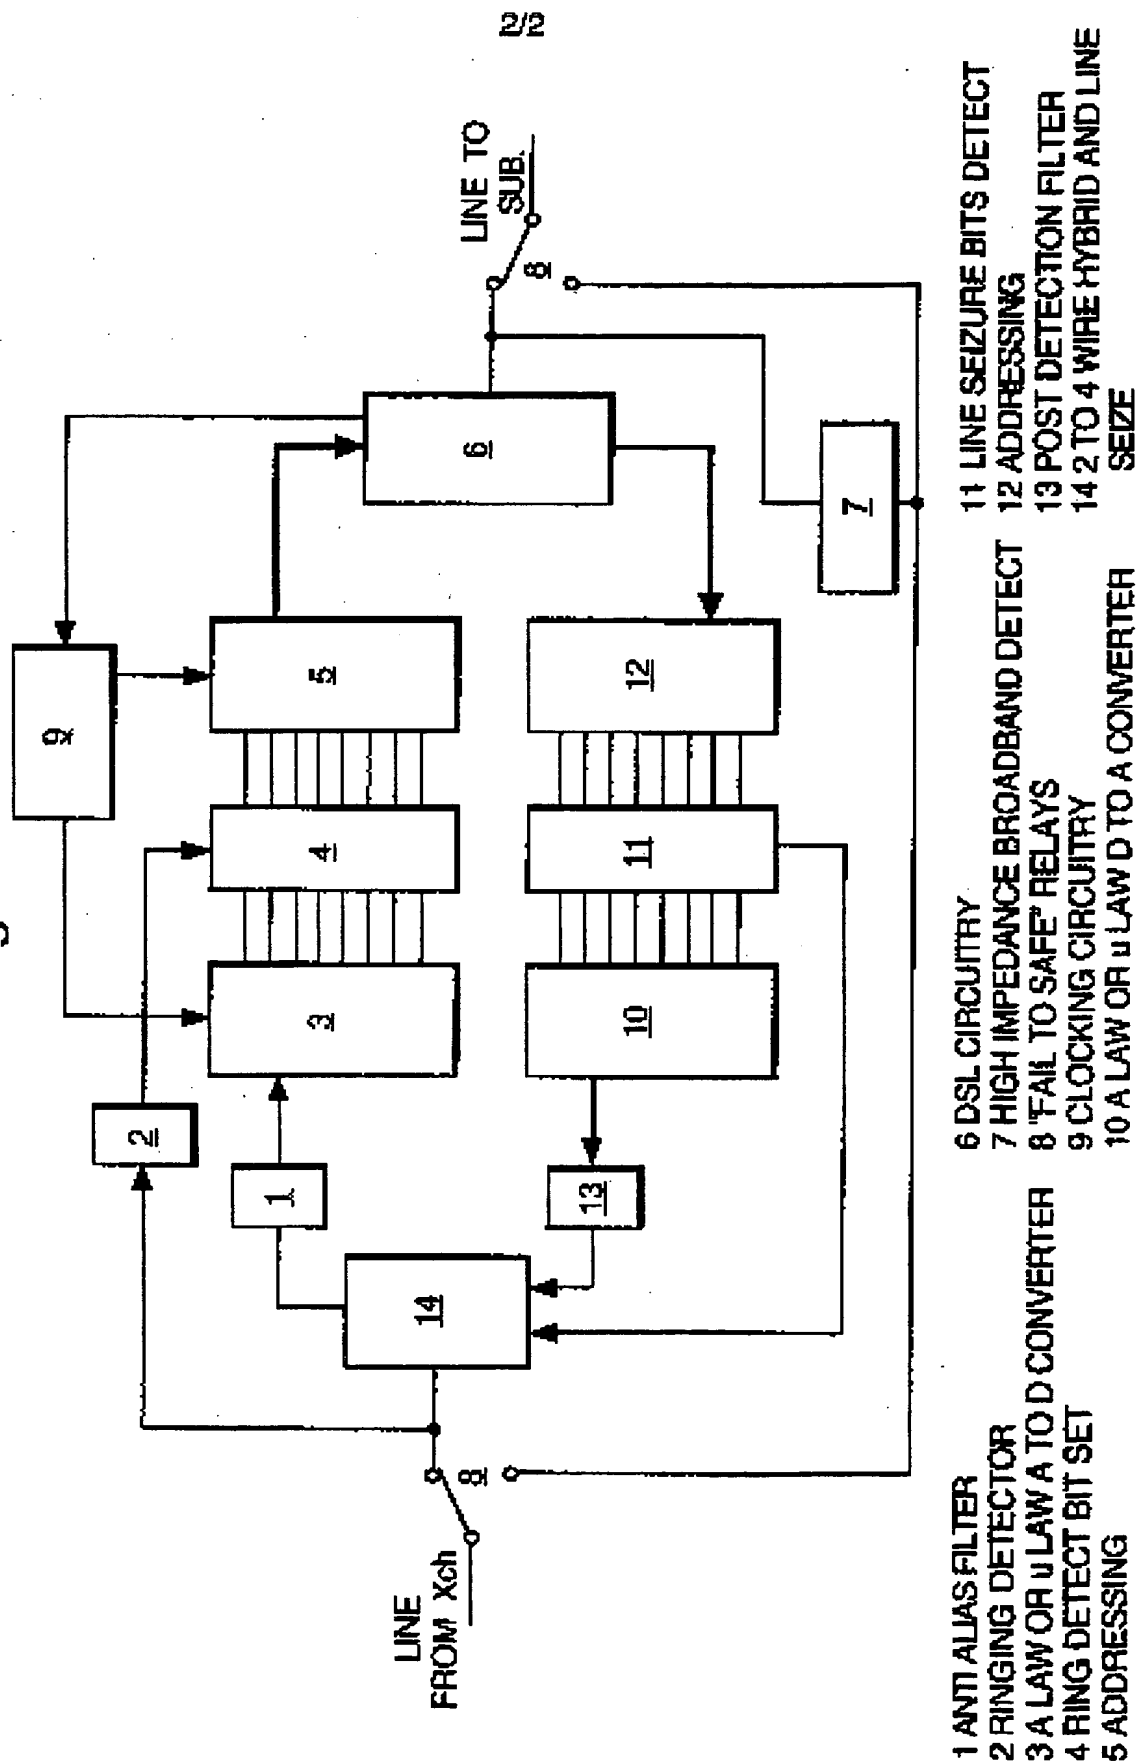 2/2
LINE TO
SUB.
8
9
6
7
5
12
4
11
3
10
2
1
13
14
8
LINE
FROM Xch
1 ANTI ALIAS FILTER
2 RINGING DETECTOR
3 A LAW OR u LAW A TO D CONVERTER
4 RING DETECT BIT SET
5 ADDRESSING
6 DSL CIRCUITRY
7 HIGH IMPEDANCE BROADBAND DETECT
8 "FAIL TO SAFE" RELAYS
9 CLOCKING CIRCUITRY
10 A LAW OR u LAW D TO A CONVERTER
11 LINE SEIZURE BITS DETECT
12 ADDRESSING
13 POST DETECTION FILTER
14 2 TO 4 WIRE HYBRID AND LINE
SEIZE